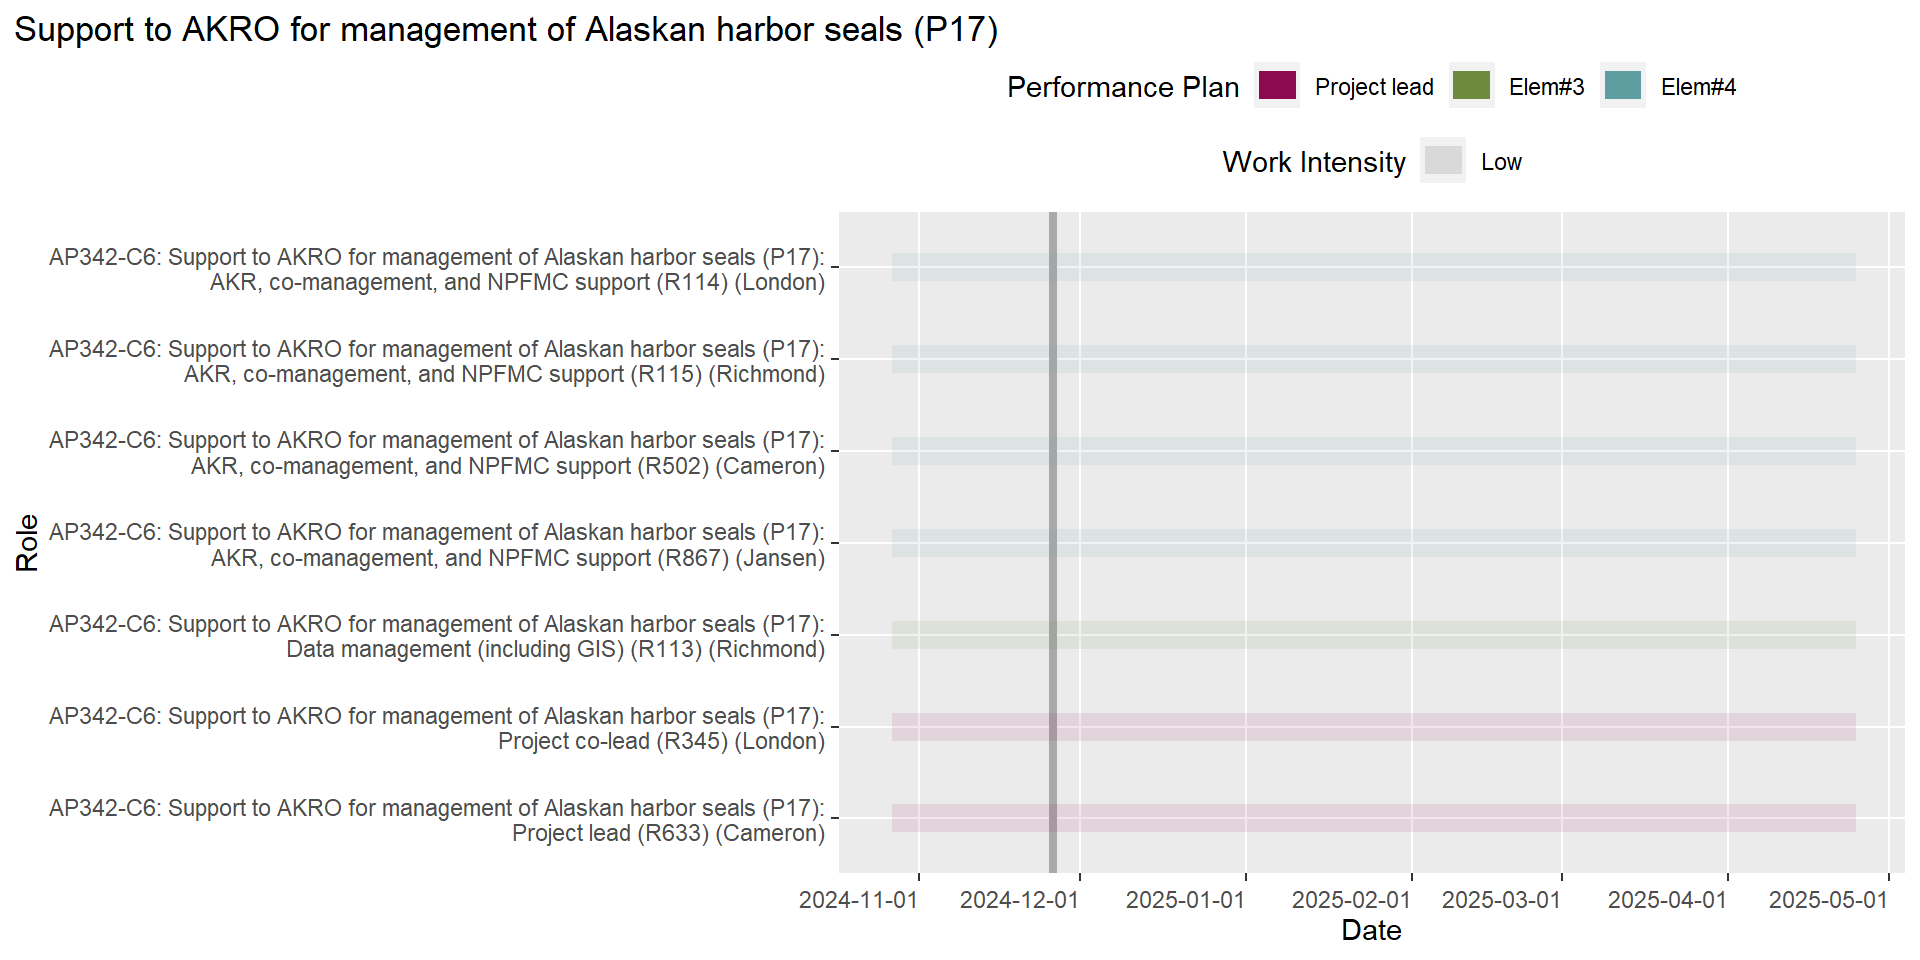 Support to AKRO for management of Alaskan harbor seals (P17)
Performance Plan Project lead Elem#3 Elem#4
Work Intensity Low
AP342-C6: Support to AKRO for management of Alaskan harbor seals (P17):
AKR, co-management, and NPFMC support (R114) (London)
AP342-C6: Support to AKRO for management of Alaskan harbor seals (P17):
AKR, co-management, and NPFMC support (R115) (Richmond)
AP342-C6: Support to AKRO for management of Alaskan harbor seals (P17):
AKR, co-management, and NPFMC support (R502) (Cameron)
AP342-C6: Support to AKRO for management of Alaskan harbor seals (P17):
AKR, co-management, and NPFMC support (R867) (Jansen)
AP342-C6: Support to AKRO for management of Alaskan harbor seals (P17):
Data management (including GIS) (R113) (Richmond)
AP342-C6: Support to AKRO for management of Alaskan harbor seals (P17):
Project co-lead (R345) (London)
AP342-C6: Support to AKRO for management of Alaskan harbor seals (P17):
Project lead (R633) (Cameron)
Role
2024-11-01 2024-12-01 2025-01-01 2025-02-01 2025-03-01 2025-04-01 2025-05-01
Date